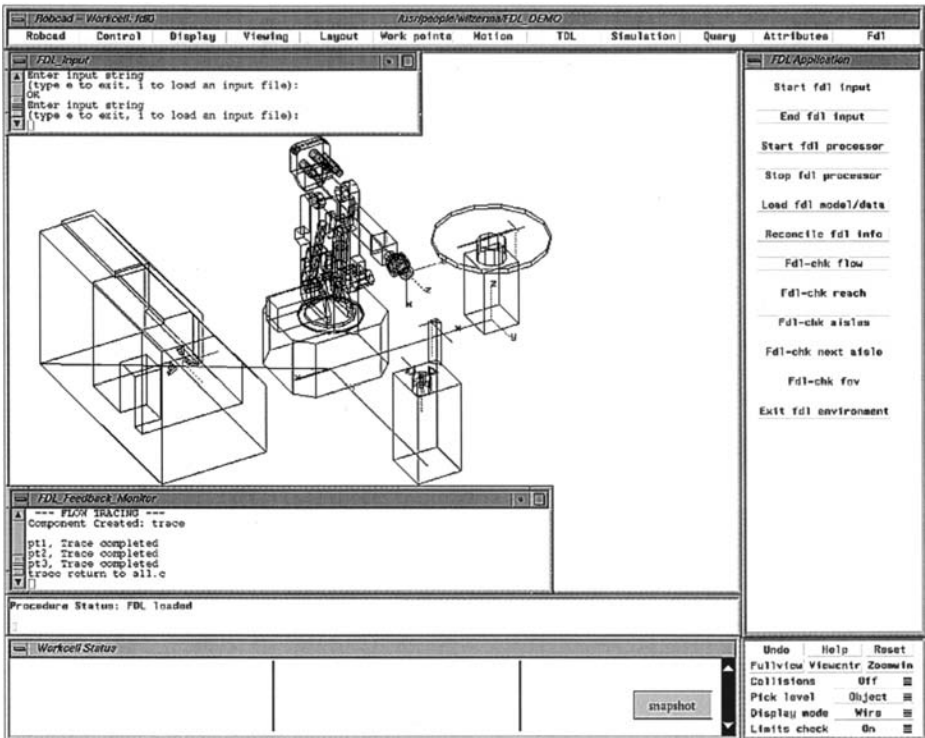 Robcad - Workcell: fdl0 /usr/people/wilzerma/FDL_DEMO
Robcad Control Display Viewing Layout Work points Motion TDL Simulation Query Attributes Fdl
FDL_Input
Enter input string
(type e to exit, i to load an input file):
OK
Enter input string
(type e to exit, i to load an input file):
FDL Application
Start fdl input
End fdl input
Start fdl processor
Stop fdl processor
Load fdl model/data
Reconcile fdl info
Fdl-chk flow
Fdl-chk reach
Fdl-chk aisles
Fdl-chk next aisle
Fdl-chk fov
Exit fdl environment
z
x
z
x
y
FDL_Feedback_Monitor
--- FLOW TRACING ---
Component Created: trace
pt1, Trace completed
pt2, Trace completed
pt3, Trace completed
trace return to all.c
Procedure Status: FDL loaded
Workcell Status
snapshot
Undo Help Reset
Fullview Viewcntr Zoomwin
Collisions Off
Pick level Object
Display mode Wire
Limits check On